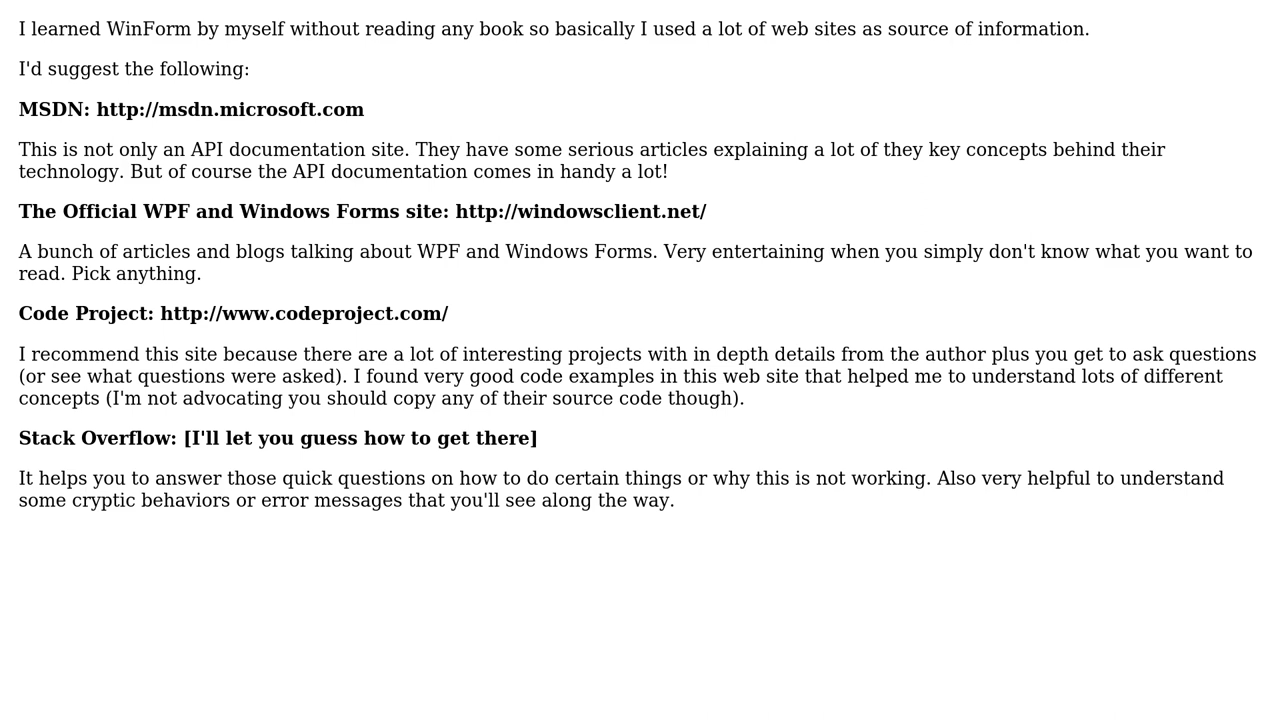 I learned WinForm by myself without reading any book so basically I used a lot of web sites as source of information.
I'd suggest the following:
MSDN: http://msdn.microsoft.com
This is not only an API documentation site. They have some serious articles explaining a lot of they key concepts behind their
technology. But of course the API documentation comes in handy a lot!
The Official WPF and Windows Forms site: http://windowsclient.net/
A bunch of articles and blogs talking about WPF and Windows Forms. Very entertaining when you simply don't know what you want to
read. Pick anything.
Code Project: http://www.codeproject.com/
I recommend this site because there are a lot of interesting projects with in depth details from the author plus you get to ask questions
(or see what questions were asked). I found very good code examples in this web site that helped me to understand lots of different
concepts (I'm not advocating you should copy any of their source code though).
Stack Overflow: [I'll let you guess how to get there]
It helps you to answer those quick questions on how to do certain things or why this is not working. Also very helpful to understand
some cryptic behaviors or error messages that you'll see along the way.